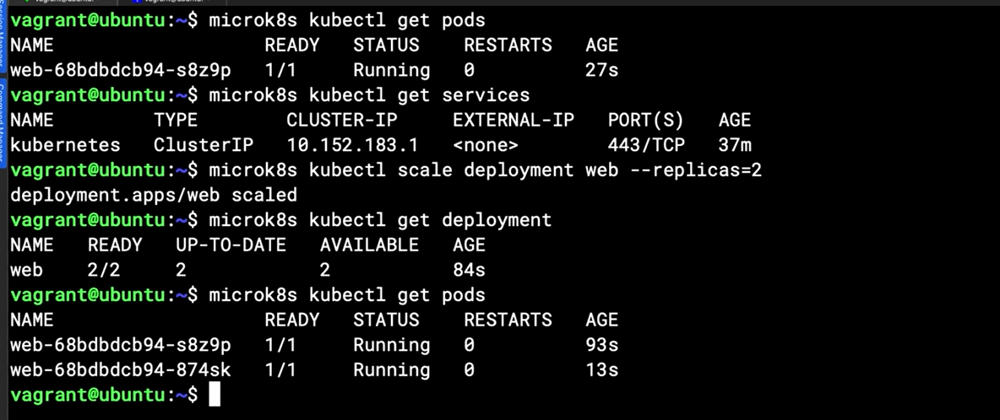 vagrant@ubuntu:~$ microk8s kubectl get pods
NAME READY STATUS RESTARTS AGE
web-68bdbdcb94-s8z9p 1/1 Running 0 27s
vagrant@ubuntu:~$ microk8s kubectl get services
NAME TYPE CLUSTER-IP EXTERNAL-IP PORT(S) AGE
kubernetes ClusterIP 10.152.183.1 <none> 443/TCP 37m
vagrant@ubuntu:~$ microk8s kubectl scale deployment web --replicas=2
deployment.apps/web scaled
vagrant@ubuntu:~$ microk8s kubectl get deployment
NAME READY UP-TO-DATE AVAILABLE AGE
web 2/2 2 2 84s
vagrant@ubuntu:~$ microk8s kubectl get pods
NAME READY STATUS RESTARTS AGE
web-68bdbdcb94-s8z9p 1/1 Running 0 93s
web-68bdbdcb94-874sk 1/1 Running 0 13s
vagrant@ubuntu:~$
Session Manager
Command Manager